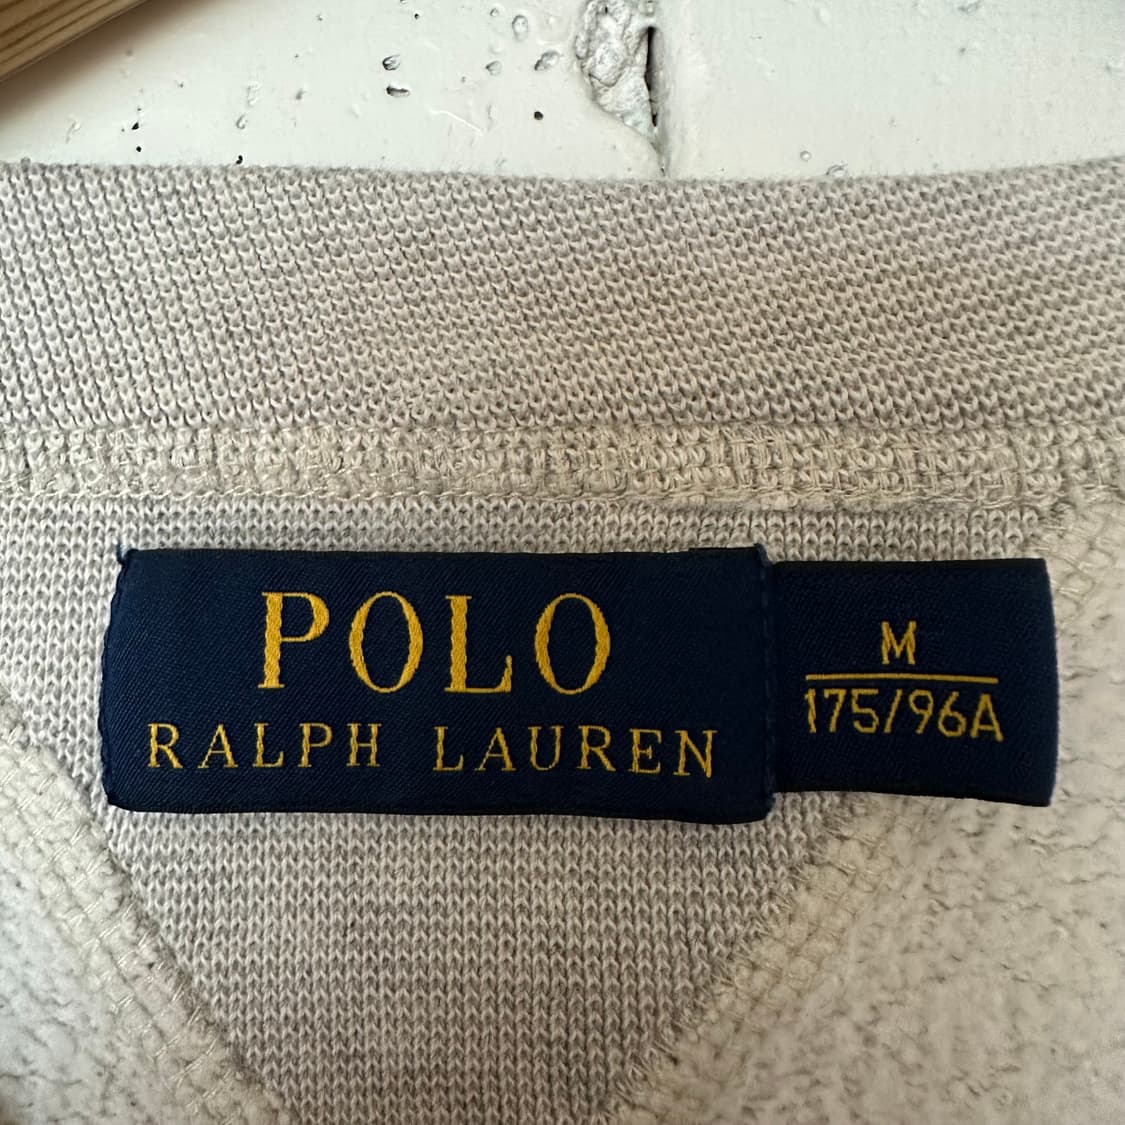 POLO
RALPH LAUREN
M
175/96A